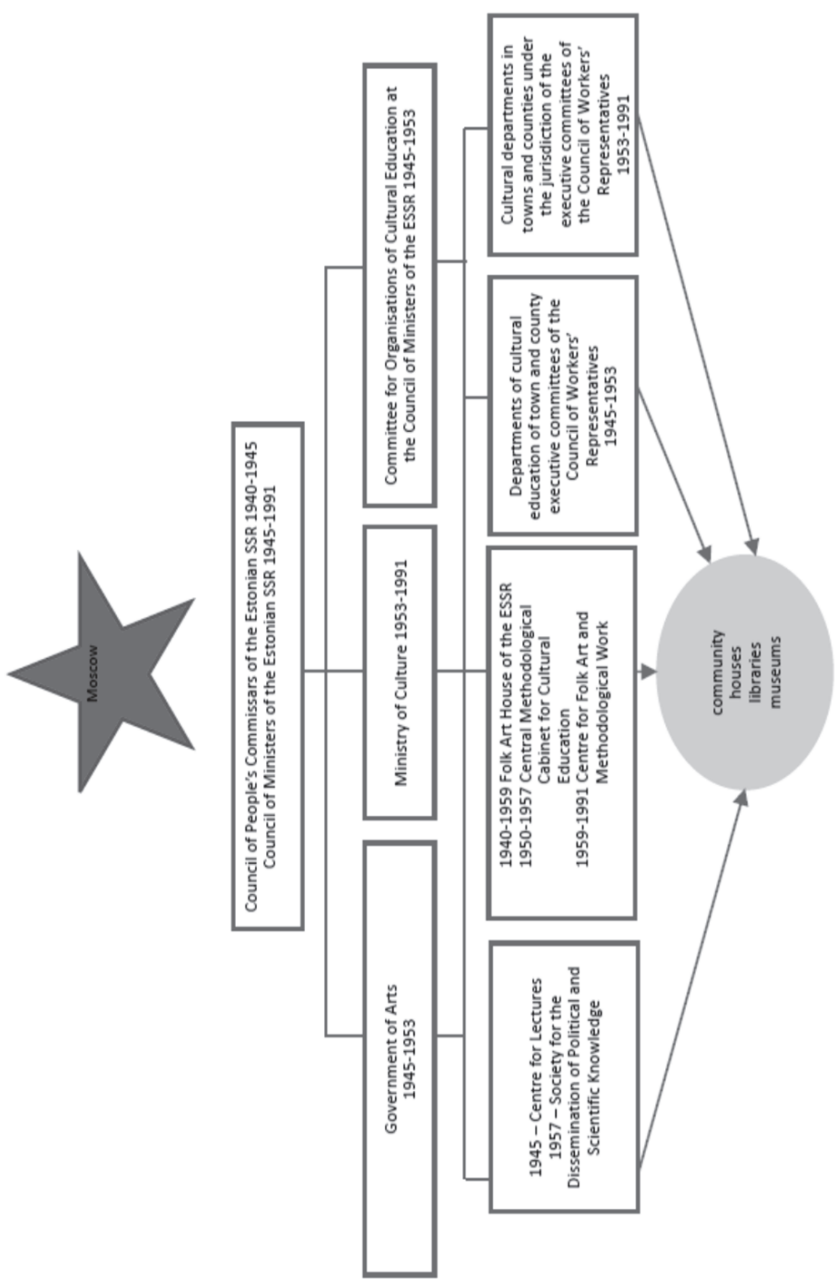 Moscow
Council of People's Commissars of the Estonian SSR 1940-1945
Council of Ministers of the Estonian SSR 1945-1991
Government of Arts
1945-1953
Ministry of Culture 1953-1991
Committee for Organisations of Cultural Education at
the Council of Ministers of the ESSR 1945-1953
1945 – Centre for Lectures
1957 – Society for the
Dissemination of Political and
Scientific Knowledge
1940-1959 Folk Art House of the ESSR
1950-1957 Central Methodological
Cabinet for Cultural
Education
1959-1991 Centre for Folk Art and
Methodological Work
Departments of cultural
education of town and county
executive committees of the
Council of Workers'
Representatives
1945-1953
Cultural departments in
towns and counties under
the jurisdiction of the
executive committees of
the Council of Workers'
Representatives
1953-1991
community
houses
libraries
museums